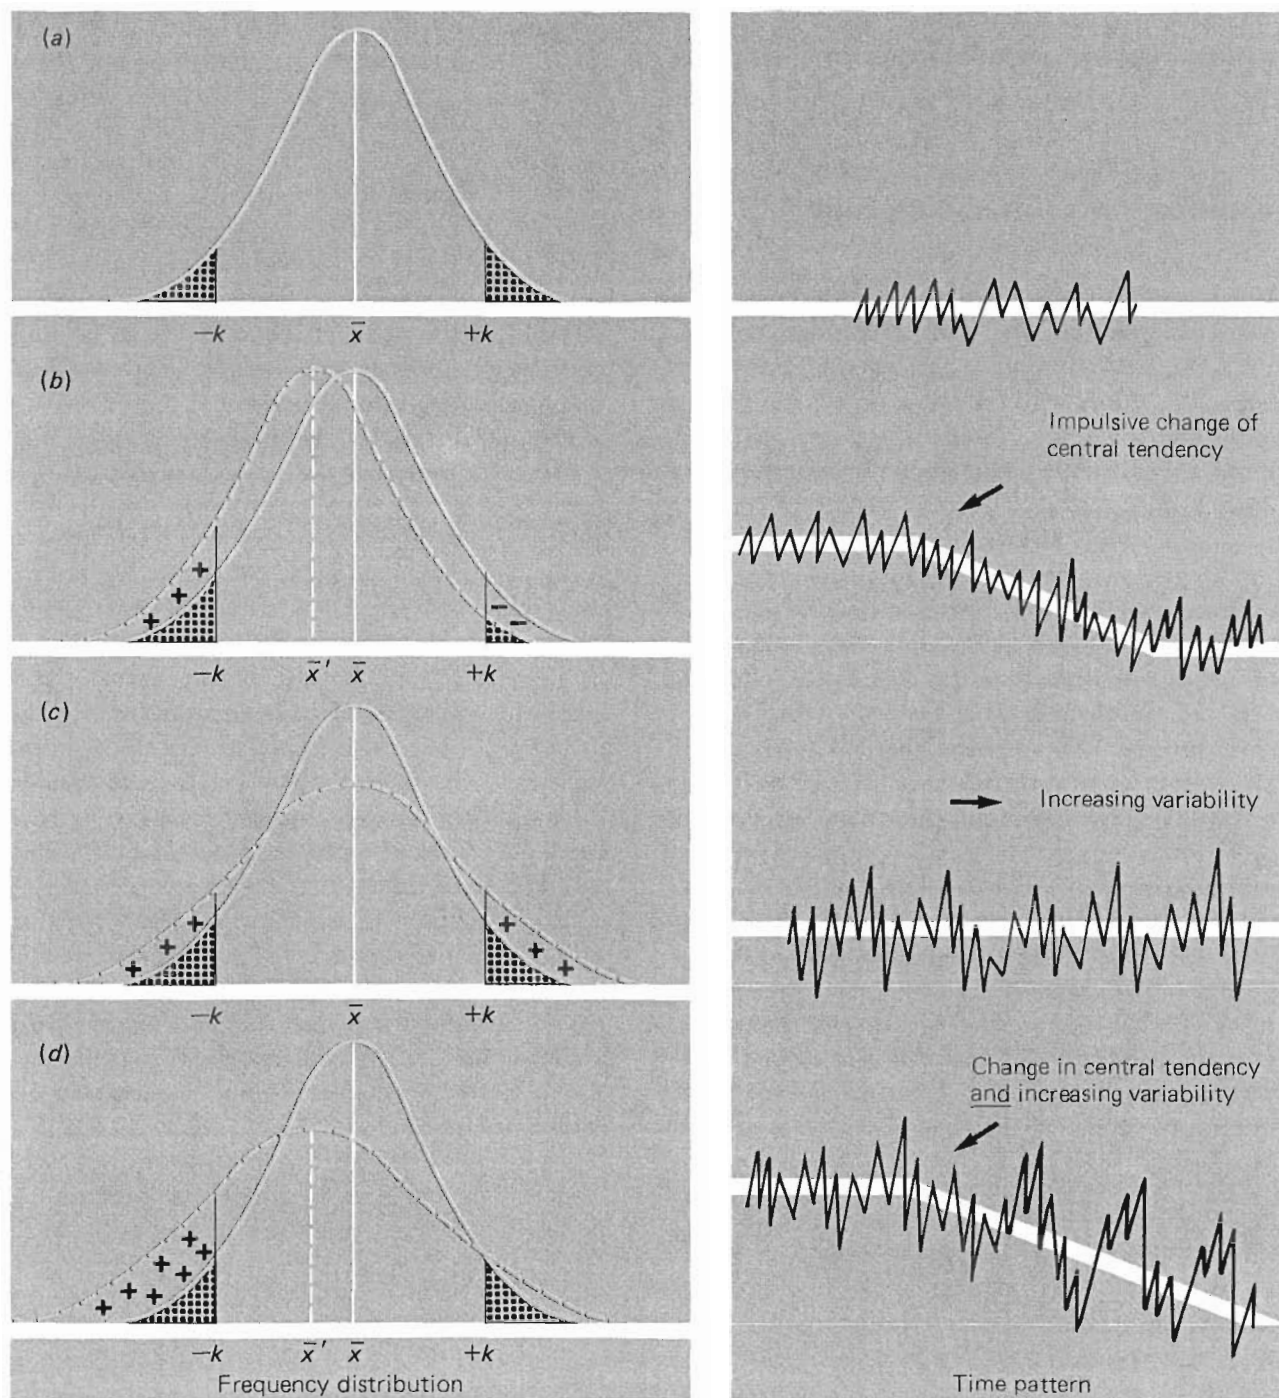 (a)
−k x̄ +k
(b)
Impulsive change of
central tendency
−k x̄′ x̄ +k
(c)
Increasing variability
−k x̄ +k
(d)
Change in central tendency
and increasing variability
−k x̄′ x̄ +k
Frequency distribution
Time pattern